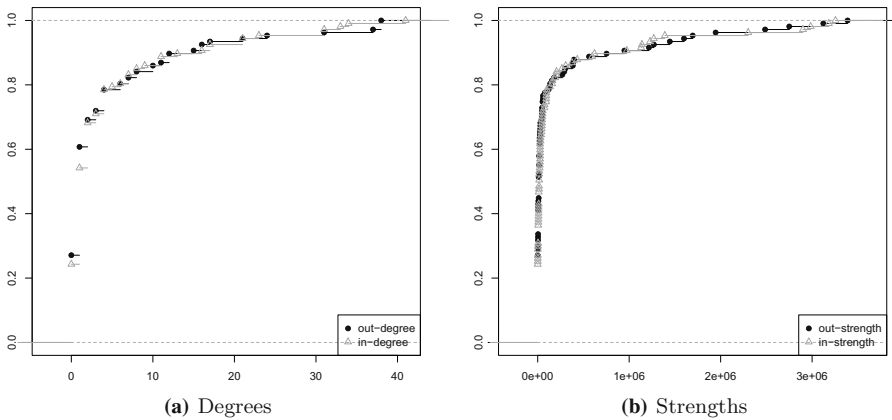 1.0
0.8
0.6
0.4
0.2
0.0
0 10 20 30 40
out−degree
in−degree
(a) Degrees
1.0
0.8
0.6
0.4
0.2
0.0
0e+00 1e+06 2e+06 3e+06
out−strength
in−strength
(b) Strengths